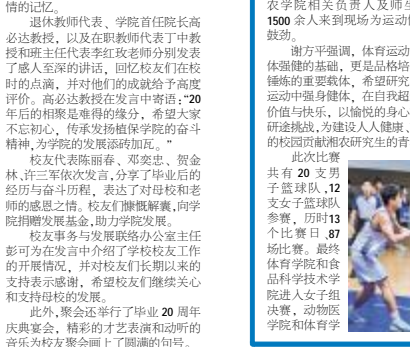 情的记忆。
退休教师代表、学院首任院长高
必达教授，以及在职教师代表丁中教
授和班主任代表李红玫老师分别发表
了感人至深的讲话，回忆校友们在校
时的点滴，并对他们的成就给予高度
评价。高必达教授在发言中寄语：“20
年后的相聚是难得的缘分，希望大家
不忘初心，传承发扬植保学院的奋斗
精神，为学院的发展添砖加瓦。”
校友代表陈丽春、邓奕忠、贺金
林、许三军依次发言，分享了毕业后的
经历与奋斗历程，表达了对母校和老
师的感恩之情。校友们慷慨解囊，向学
院捐赠发展基金，助力学院发展。
校友事务与发展联络办公室主任
彭可为在发言中介绍了学校校友工作
的开展情况，并对校友们长期以来的
支持表示感谢，希望校友们继续关心
和支持母校的发展。
此外，聚会还举行了毕业 20 周年
庆典宴会，精彩的才艺表演和动听的
音乐为校友聚会画上了圆满的句号。
农学院相关负责人及师生
1500 余人来到现场为运动
鼓劲。
谢方平强调，体育运动
体强健的基础，更是品格培
锤炼的重要载体，希望研究
运动中强身健体，在自我超
价值与快乐，以愉悦的身心
研途挑战，为建设人人健康、
的校园贡献湘农研究生的青
此次比赛
共有 20 支男
子篮球队，12
支女子篮球队
参赛，历时13
个比赛日，87
场比赛。最终
体育学院和食
品科学技术学
院进入女子组
决赛，动物医
学院和体育学